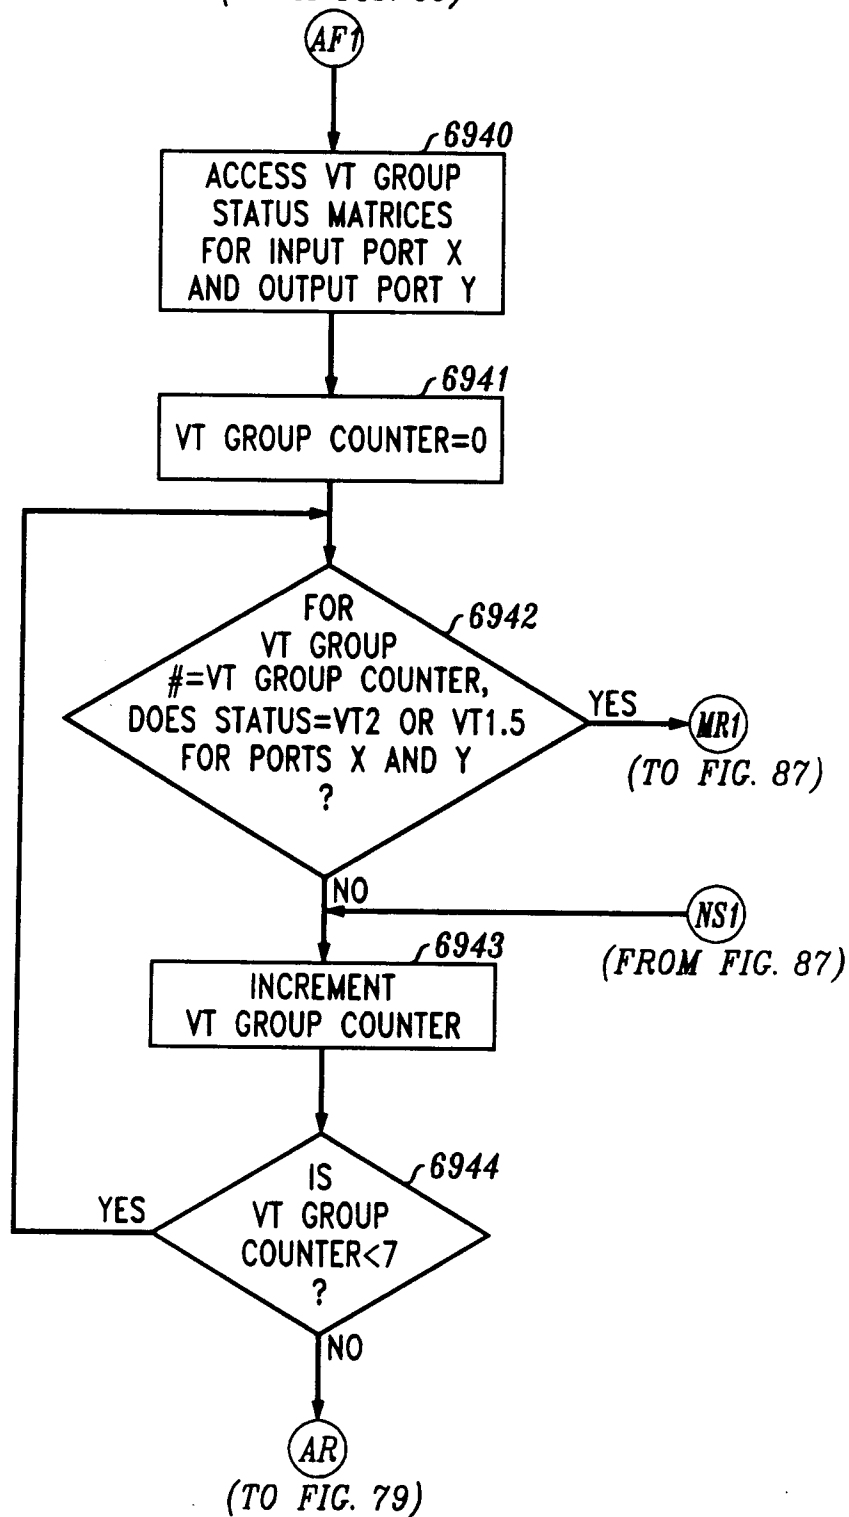 AF1
6940
ACCESS VT GROUP
STATUS MATRICES
FOR INPUT PORT X
AND OUTPUT PORT Y
6941
VT GROUP COUNTER=0
6942
FOR
VT GROUP
#=VT GROUP COUNTER,
DOES STATUS=VT2 OR VT1.5
FOR PORTS X AND Y
?
YES
MR1
(TO FIG. 87)
NO
NS1
(FROM FIG. 87)
6943
INCREMENT
VT GROUP COUNTER
6944
IS
VT GROUP
COUNTER<7
?
YES
NO
AR
(TO FIG. 79)